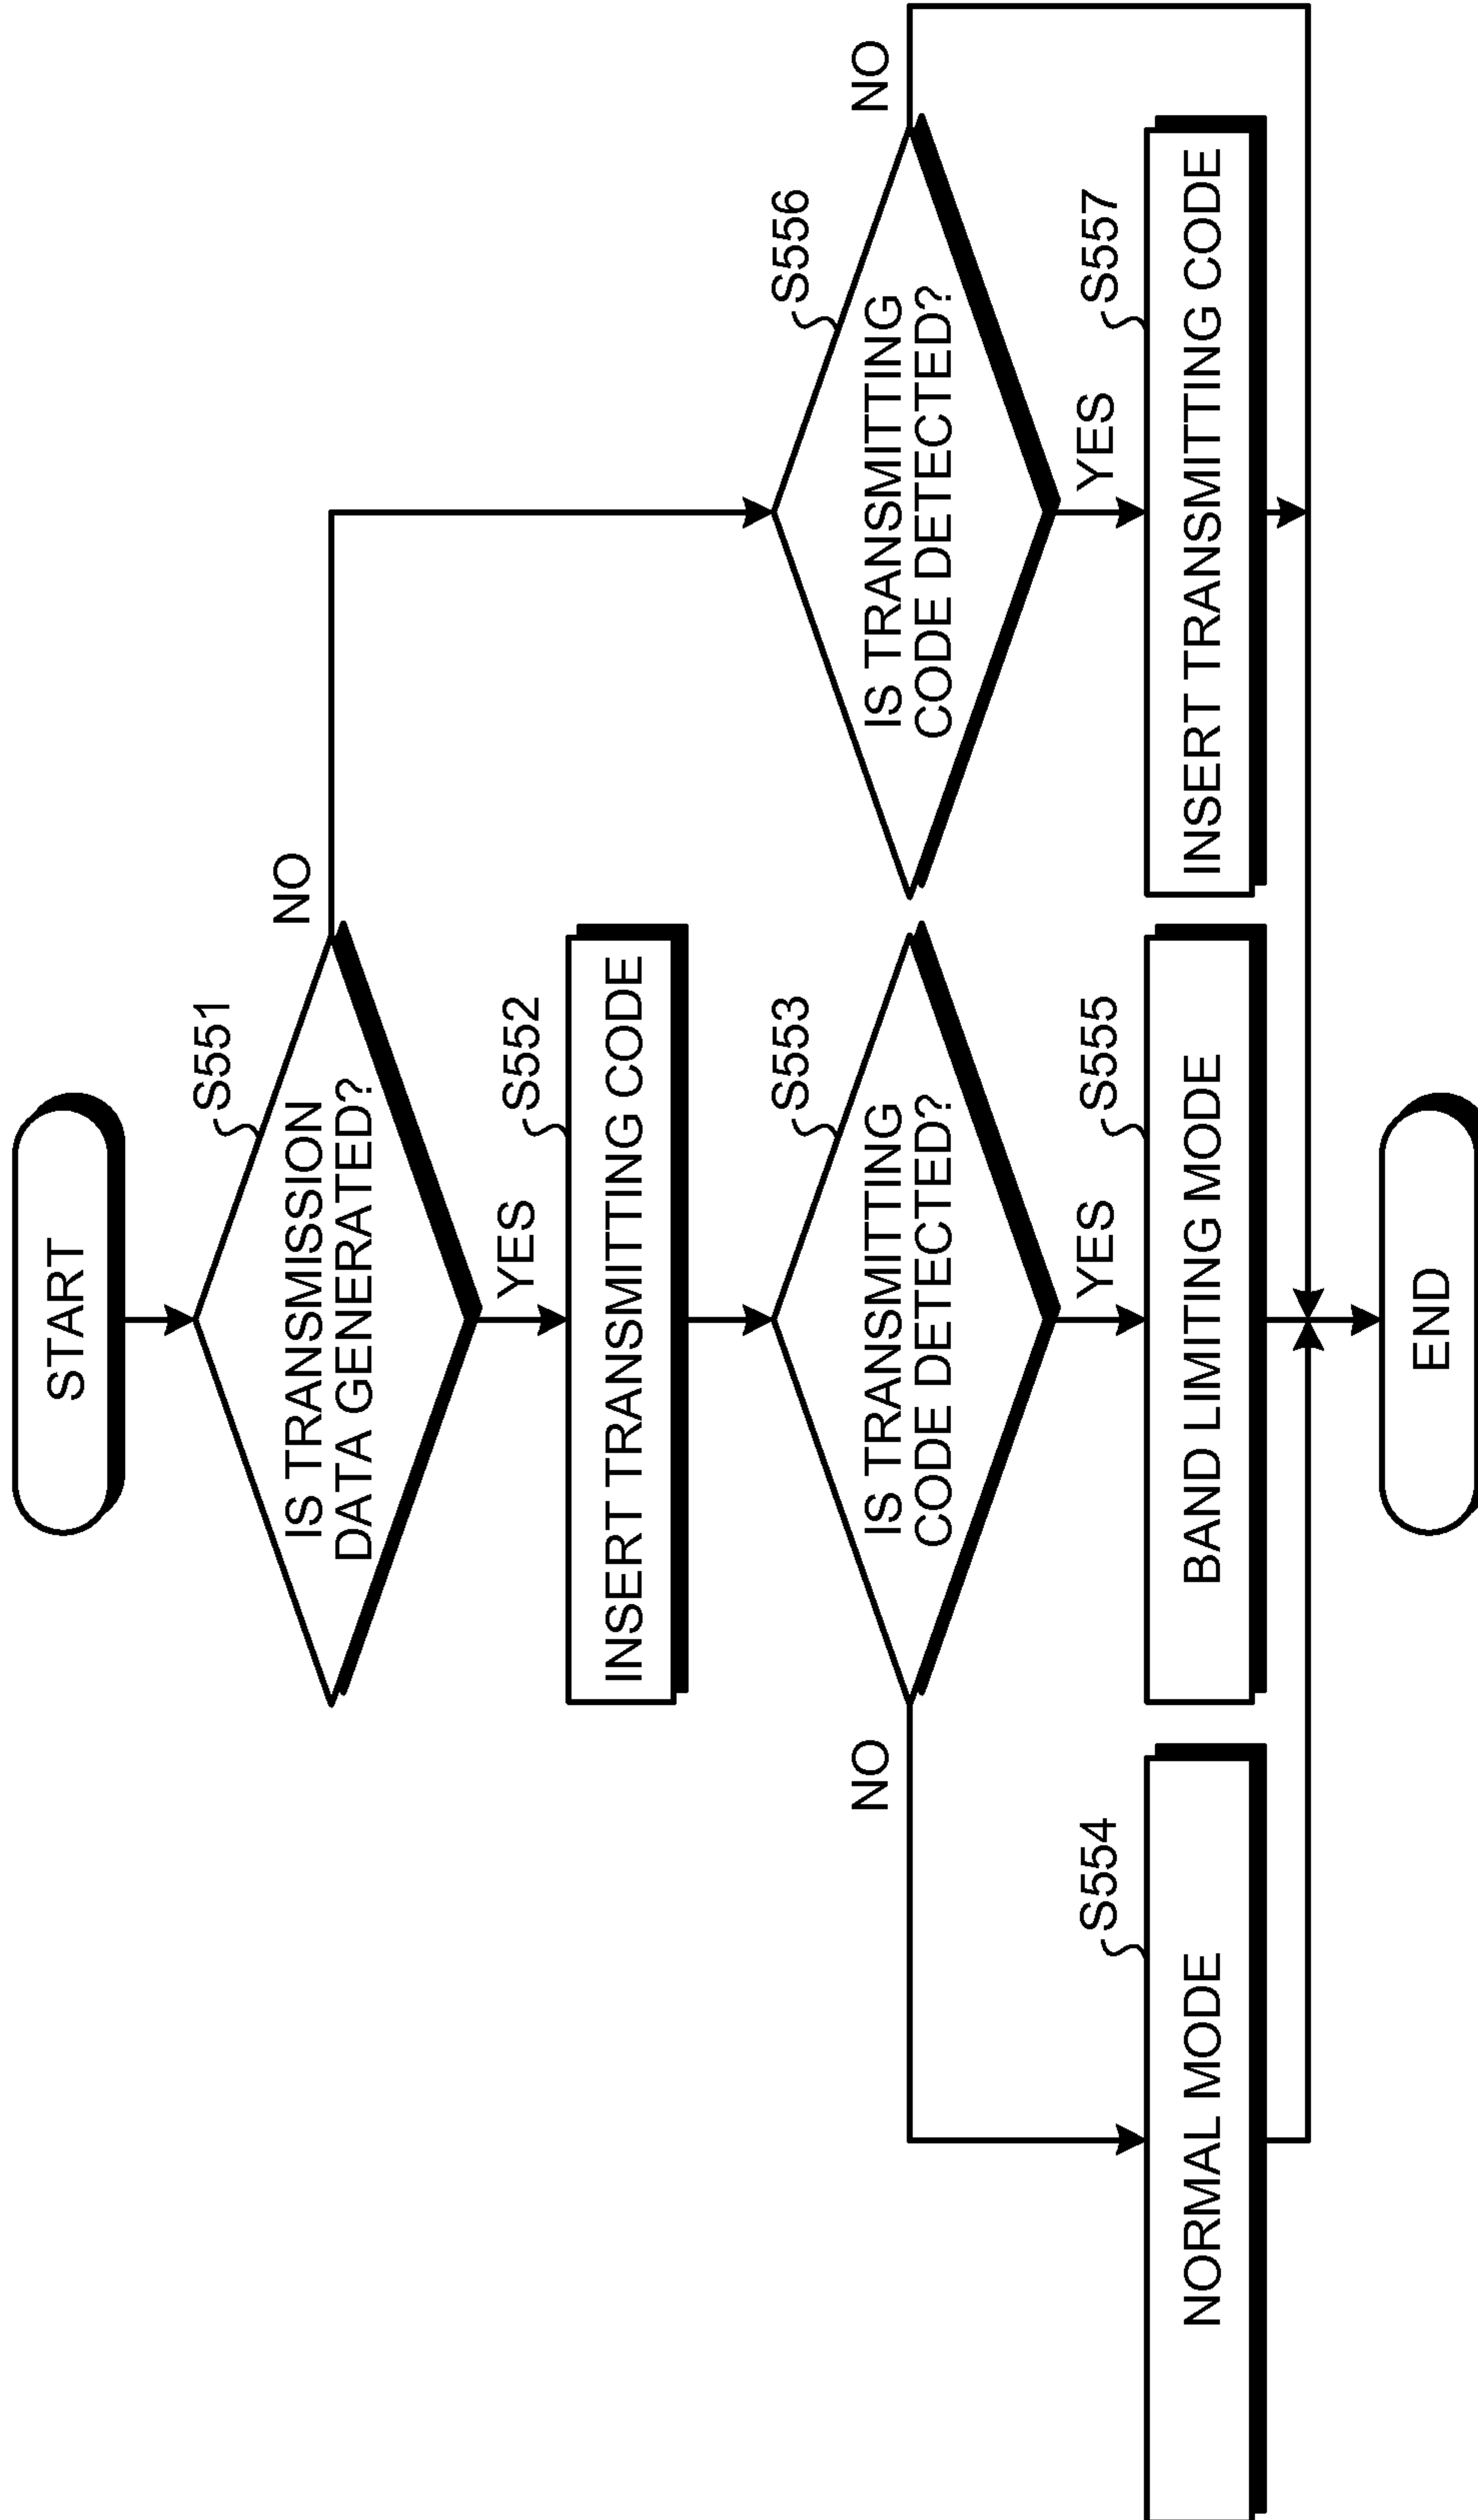 START
S551
IS TRANSMISSION
DATA GENERATED?
NO
YES
S552
INSERT TRANSMITTING CODE
S553
IS TRANSMITTING
CODE DETECTED?
NO
YES
S556
IS TRANSMITTING
CODE DETECTED?
NO
YES
S554
NORMAL MODE
S555
BAND LIMITING MODE
S557
INSERT TRANSMITTING CODE
END